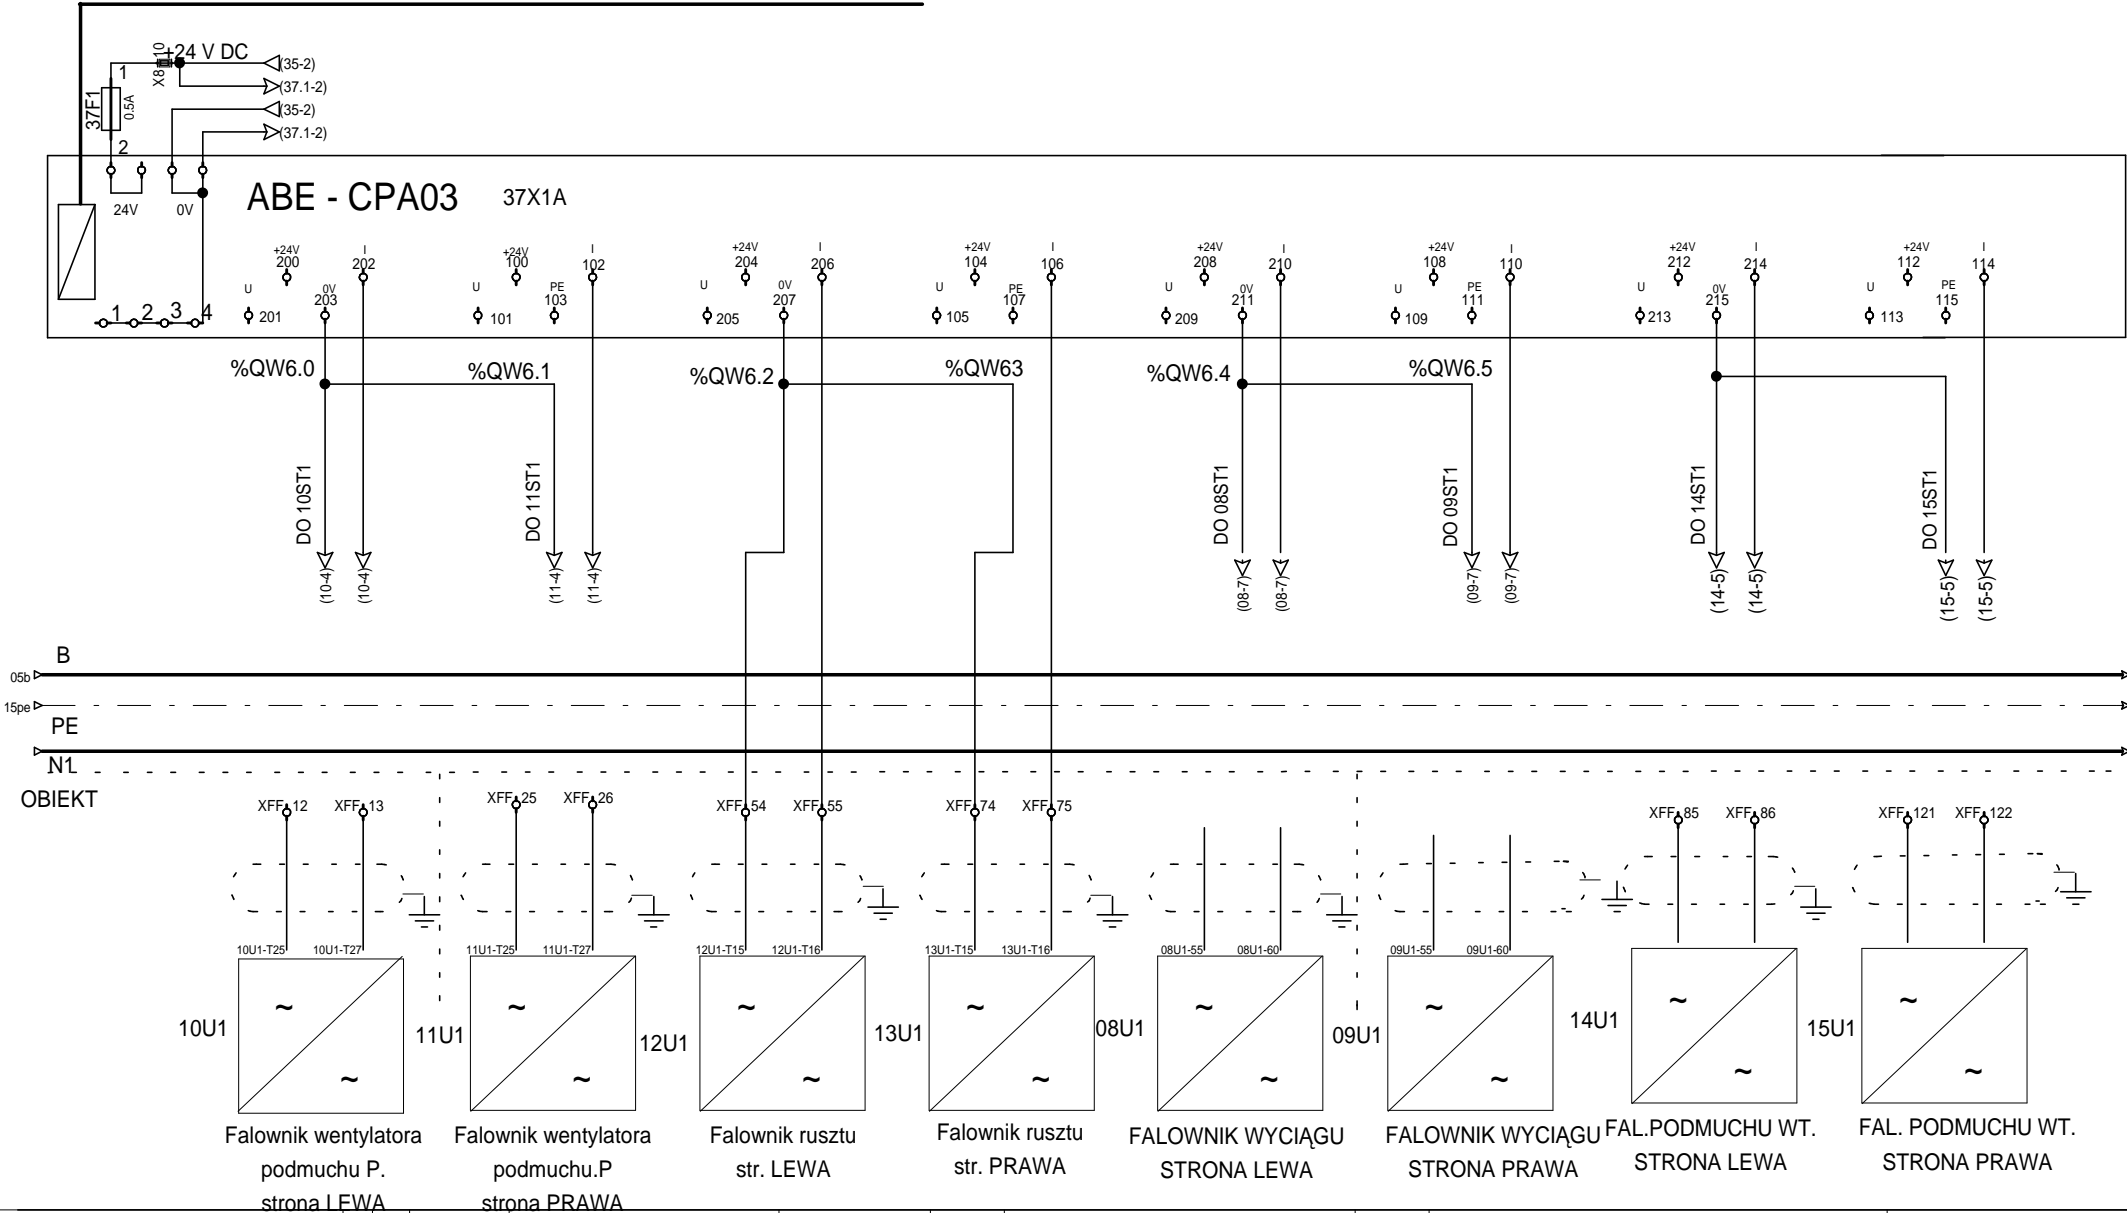 +24 V DC
X8 10
(35-2)
1
(37.1-2)
37F1
0.5A
(35-2)
(37.1-2)
2
ABE - CPA03 37X1A
24V 0V
+24V I +24V I +24V I +24V I +24V I +24V I +24V I +24V I
200 202 100 102 204 206 104 106 208 210 108 110 212 214 112 114
U 0V U PE U 0V U PE U 0V U PE U 0V U PE
203 103 207 107 211 111 215 115
1 2 3 4 201 101 205 105 209 109 213 113
%QW6.0 %QW6.1 %QW6.2 %QW63 %QW6.4 %QW6.5
DO 10ST1 DO 11ST1 DO 08ST1 DO 09ST1 DO 14ST1 DO 15ST1
(10-4) (10-4) (11-4) (11-4) (08-7) (08-7) (09-7) (09-7) (14-5) (14-5) (15-5) (15-5)
B
05b
15pe
PE
N1
OBIEKT
XFF 12 XFF 13 XFF 25 XFF 26 XFF 54 XFF 55 XFF 74 XFF 75 XFF 85 XFF 86 XFF 121 XFF 122
10U1-T25 10U1-T27 11U1-T25 11U1-T27 12U1-T15 12U1-T16 13U1-T15 13U1-T16 08U1-55 08U1-60 09U1-55 09U1-60
~ ~ ~ ~ ~ ~ ~ ~
10U1 11U1 12U1 13U1 08U1 09U1 14U1 15U1
~ ~ ~ ~ ~ ~ ~ ~
Falownik wentylatora
podmuchu P.
strona LEWA
Falownik wentylatora
podmuchu.P
strona PRAWA
Falownik rusztu
str. LEWA
Falownik rusztu
str. PRAWA
FALOWNIK WYCIĄGU
STRONA LEWA
FALOWNIK WYCIĄGU
STRONA PRAWA
FAL.PODMUCHU WT.
STRONA LEWA
FAL. PODMUCHU WT.
STRONA PRAWA